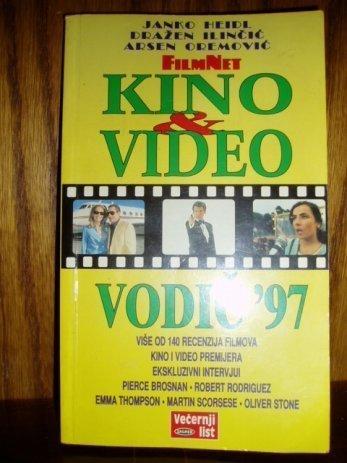 JANKO HEIDL
DRAŽEN ILINČIĆ
ARSEN OREMOVIĆ
FILMNET
KINO
&
VIDEO
VODIČ '97
VIŠE OD 140 RECENZIJA FILMOVA
KINO I VIDEO PREMIJERA
EKSKLUZIVNI INTERVJUI
PIERCE BROSNAN • ROBERT RODRIGUEZ
EMMA THOMPSON • MARTIN SCORSESE • OLIVER STONE
Večernji
list